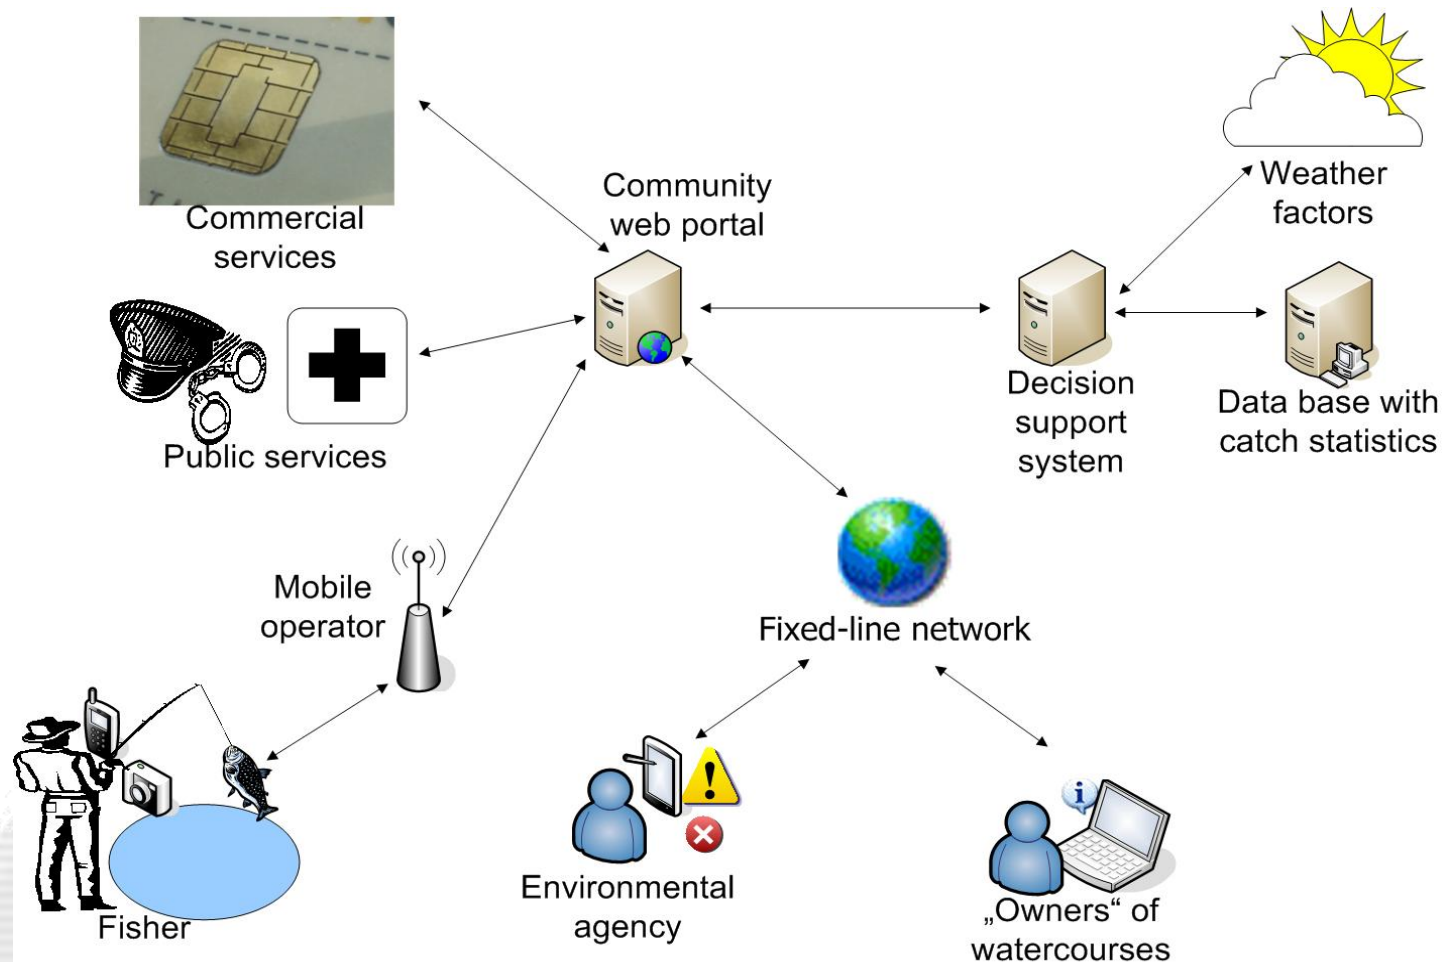 Commercial
services
Community
web portal
Weather
factors
Public services
Decision
support
system
Data base with
catch statistics
Mobile
operator
Fixed-line network
Fisher
Environmental
agency
„Owners“ of
watercourses